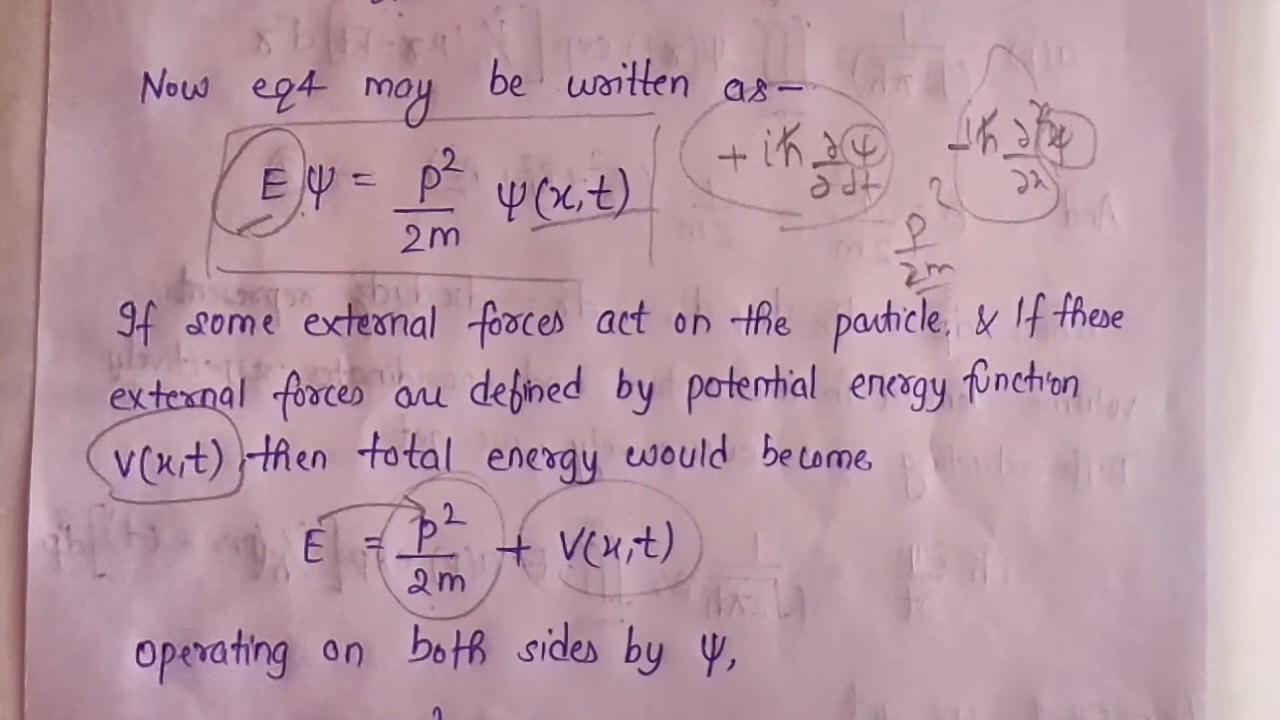 Now eq4 may be written as-
Eψ = p²/2m ψ(x,t)
+ iℏ ∂ψ/∂dt
-iℏ ∂ψ/∂x
p²/2m
If some external forces act on the particle, & If these
external forces are defined by potential energy function
V(x,t) then total energy would become
E = p²/2m + V(x,t)
operating on both sides by ψ,